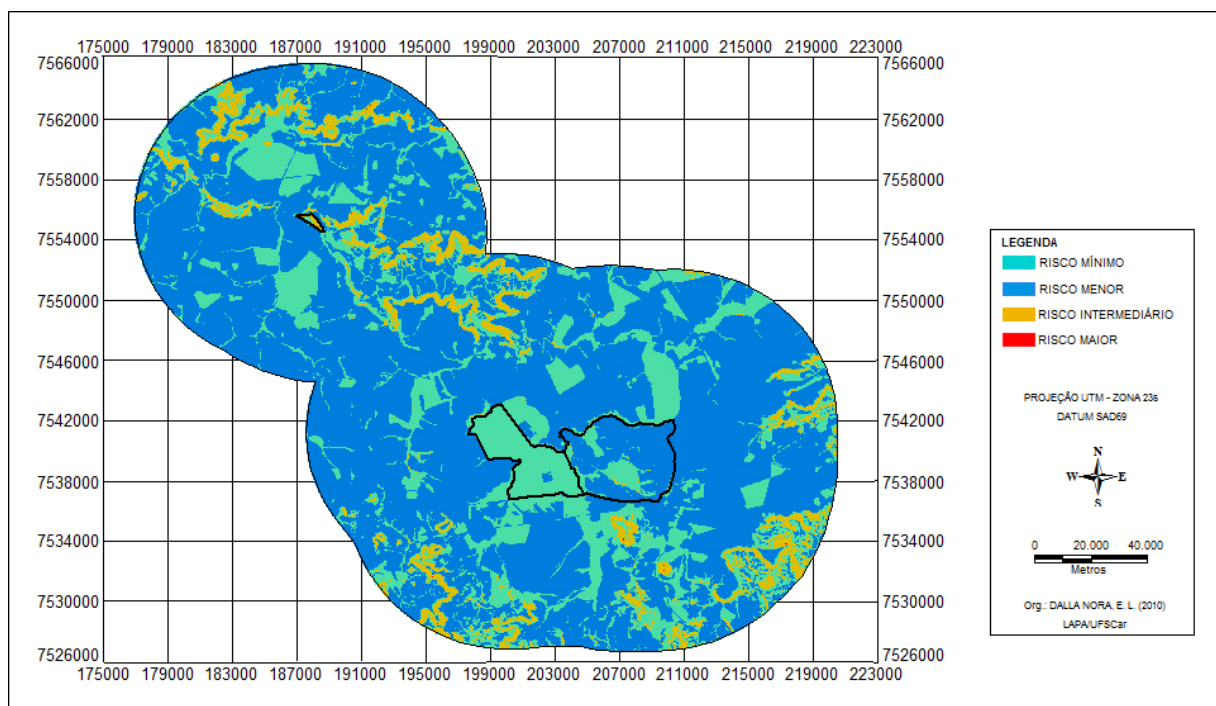 175000 179000 183000 187000 191000 195000 199000 203000 207000 211000 215000 219000 223000
7566000 7566000
7562000 7562000
7558000 7558000
7554000 7554000
7550000 7550000
7546000 7546000
7542000 7542000
7538000 7538000
7534000 7534000
7530000 7530000
7526000 7526000
175000 179000 183000 187000 191000 195000 199000 203000 207000 211000 215000 219000 223000
LEGENDA
RISCO MÍNIMO
RISCO MENOR
RISCO INTERMEDIÁRIO
RISCO MAIOR
PROJEÇÃO UTM - ZONA 23s
DATUM SAD69
N
W E
S
0 20.000 40.000
Metros
Org.: DALLA NORA, E. L. (2010)
LAPA/UFSCar